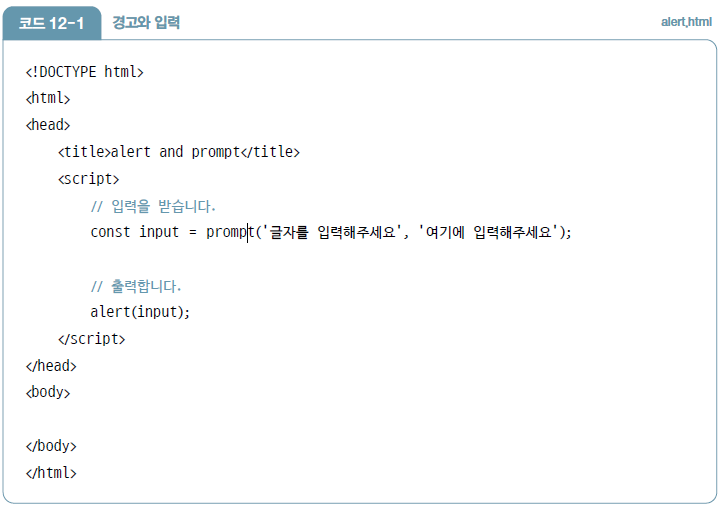 코드 12-1 경고와 입력 alert.html
<!DOCTYPE html>
<html>
<head>
    <title>alert and prompt</title>
    <script>
        // 입력을 받습니다.
        const input = prompt('글자를 입력해주세요', '여기에 입력해주세요');
        // 출력합니다.
        alert(input);
    </script>
</head>
<body>
</body>
</html>